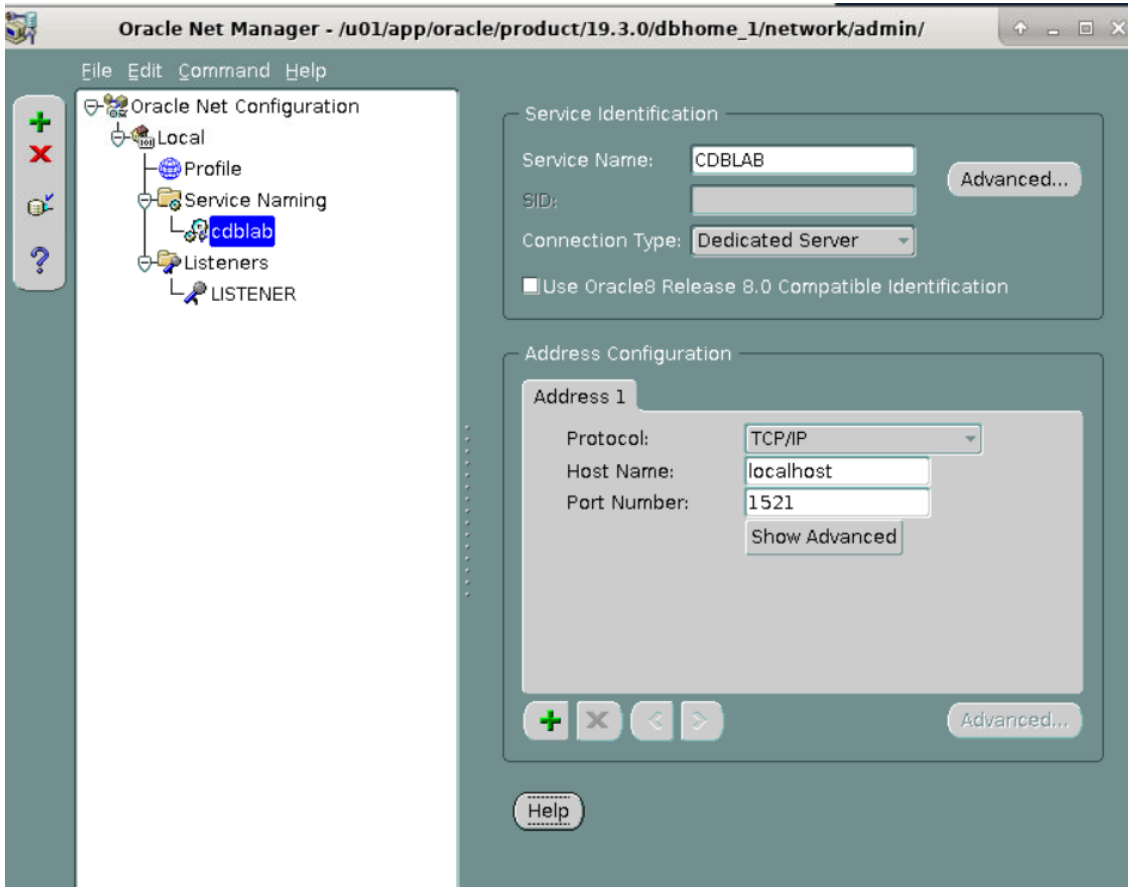 Oracle Net Manager - /u01/app/oracle/product/19.3.0/dbhome_1/network/admin/
File Edit Command Help
Oracle Net Configuration
Local
Profile
Service Naming
cdblab
Listeners
LISTENER
Service Identification
Service Name: CDBLAB
Advanced...
SID:
Connection Type: Dedicated Server
Use Oracle8 Release 8.0 Compatible Identification
Address Configuration
Address 1
Protocol: TCP/IP
Host Name: localhost
Port Number: 1521
Show Advanced
Advanced...
Help